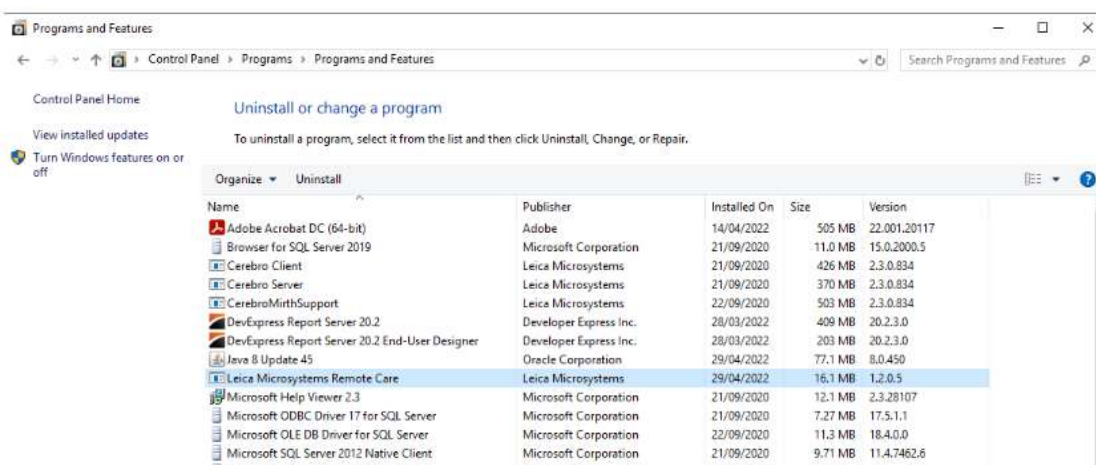 Programs and Features
Control Panel > Programs > Programs and Features
Search Programs and Features
Control Panel Home
View installed updates
Turn Windows features on or
off
Uninstall or change a program
To uninstall a program, select it from the list and then click Uninstall, Change, or Repair.
Organize Uninstall
Name Publisher Installed On Size Version
Adobe Acrobat DC (64-bit) Adobe 14/04/2022 505 MB 22.001.20117
Browser for SQL Server 2019 Microsoft Corporation 21/09/2020 11.0 MB 15.0.2000.5
Cerebro Client Leica Microsystems 21/09/2020 426 MB 2.3.0.834
Cerebro Server Leica Microsystems 21/09/2020 370 MB 2.3.0.834
CerebroMirthSupport Leica Microsystems 22/09/2020 503 MB 2.3.0.834
DevExpress Report Server 20.2 Developer Express Inc. 28/03/2022 409 MB 20.2.3.0
DevExpress Report Server 20.2 End-User Designer Developer Express Inc. 28/03/2022 203 MB 20.2.3.0
Java 8 Update 45 Oracle Corporation 29/04/2022 77.1 MB 8.0.450
Leica Microsystems Remote Care Leica Microsystems 29/04/2022 16.1 MB 1.2.0.5
Microsoft Help Viewer 2.3 Microsoft Corporation 21/09/2020 12.1 MB 2.3.28107
Microsoft ODBC Driver 17 for SQL Server Microsoft Corporation 21/09/2020 7.27 MB 17.5.1.1
Microsoft OLE DB Driver for SQL Server Microsoft Corporation 22/09/2020 11.3 MB 18.4.0.0
Microsoft SQL Server 2012 Native Client Microsoft Corporation 21/09/2020 9.71 MB 11.4.7462.6